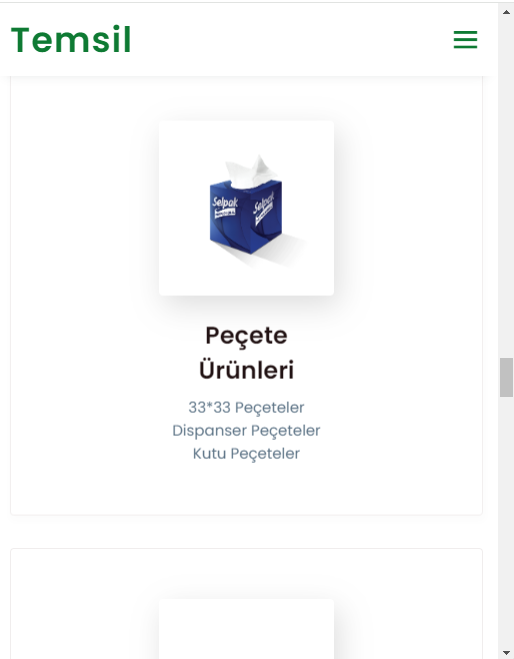 Temsil
Selpak
Selpak
Peçete
Ürünleri
33*33 Peçeteler
Dispanser Peçeteler
Kutu Peçeteler